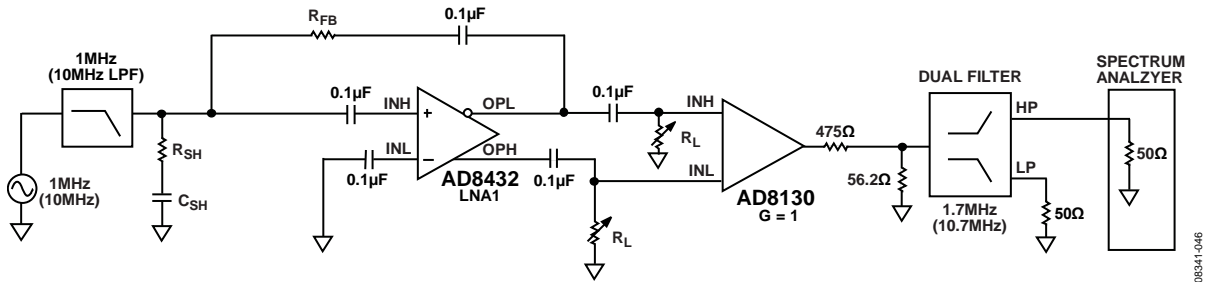 RFB
0.1µF
1MHz
(10MHz LPF)
0.1µF
INH
OPL
0.1µF
INH
DUAL FILTER
SPECTRUM
ANALZYER
HP
+
RSH
RL
475Ω
50Ω
INL
–
OPH
INL
LP
0.1µF
AD8432
LNA1
0.1µF
AD8130
G = 1
56.2Ω
50Ω
1MHz
(10MHz)
CSH
RL
1.7MHz
(10.7MHz)
08341-046